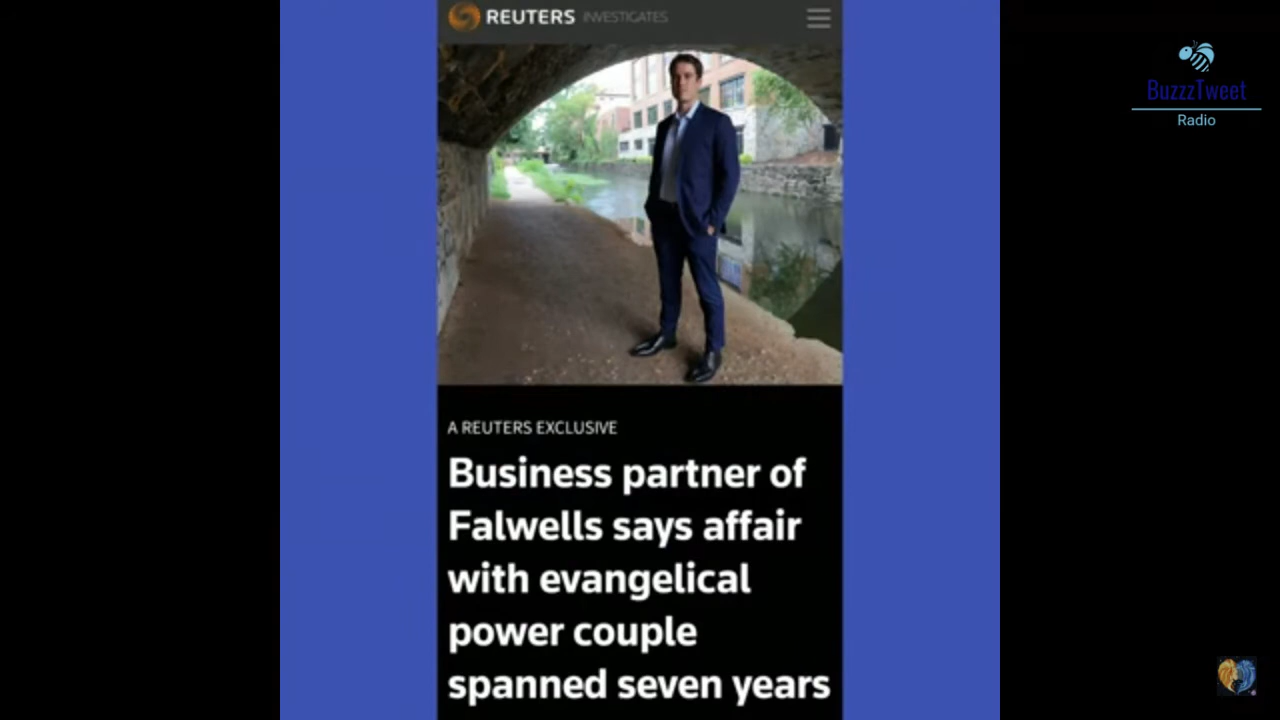 REUTERS INVESTIGATES
BuzzzTweet
Radio
A REUTERS EXCLUSIVE
Business partner of
Falwells says affair
with evangelical
power couple
spanned seven years